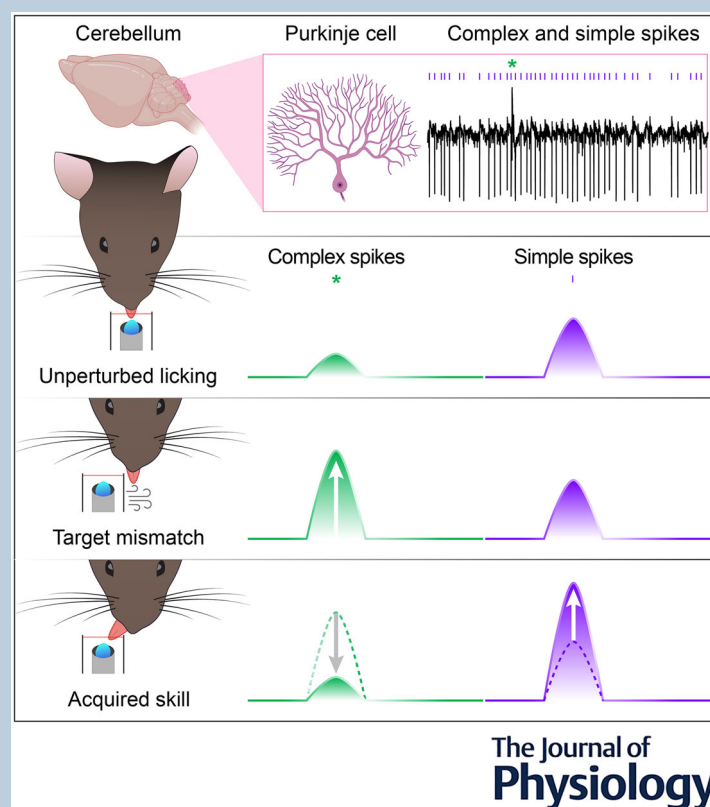 Cerebellum
Purkinje cell
Complex and simple spikes
*
Complex spikes
Simple spikes
*
Unperturbed licking
Target mismatch
Acquired skill
The Journal of
Physiology